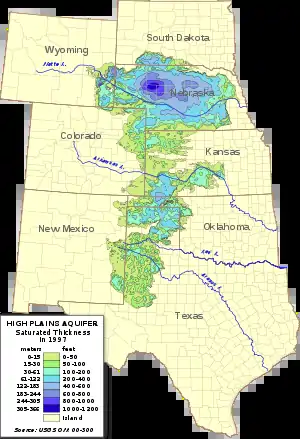 South Dakota
Wyoming
Platte R.
Nebraska
Colorado
Kansas
Arkansas R.
New Mexico
Oklahoma
Red R.
Texas
HIGH PLAINS AQUIFER
Saturated Thickness
in 1997
meters feet
0-15 0-50
15-30 50-100
30-61 100-200
61-122 200-400
122-183 400-600
183-244 600-800
244-305 800-1000
305-366 1000-1200
Island
Source: USGS OFR 00-300